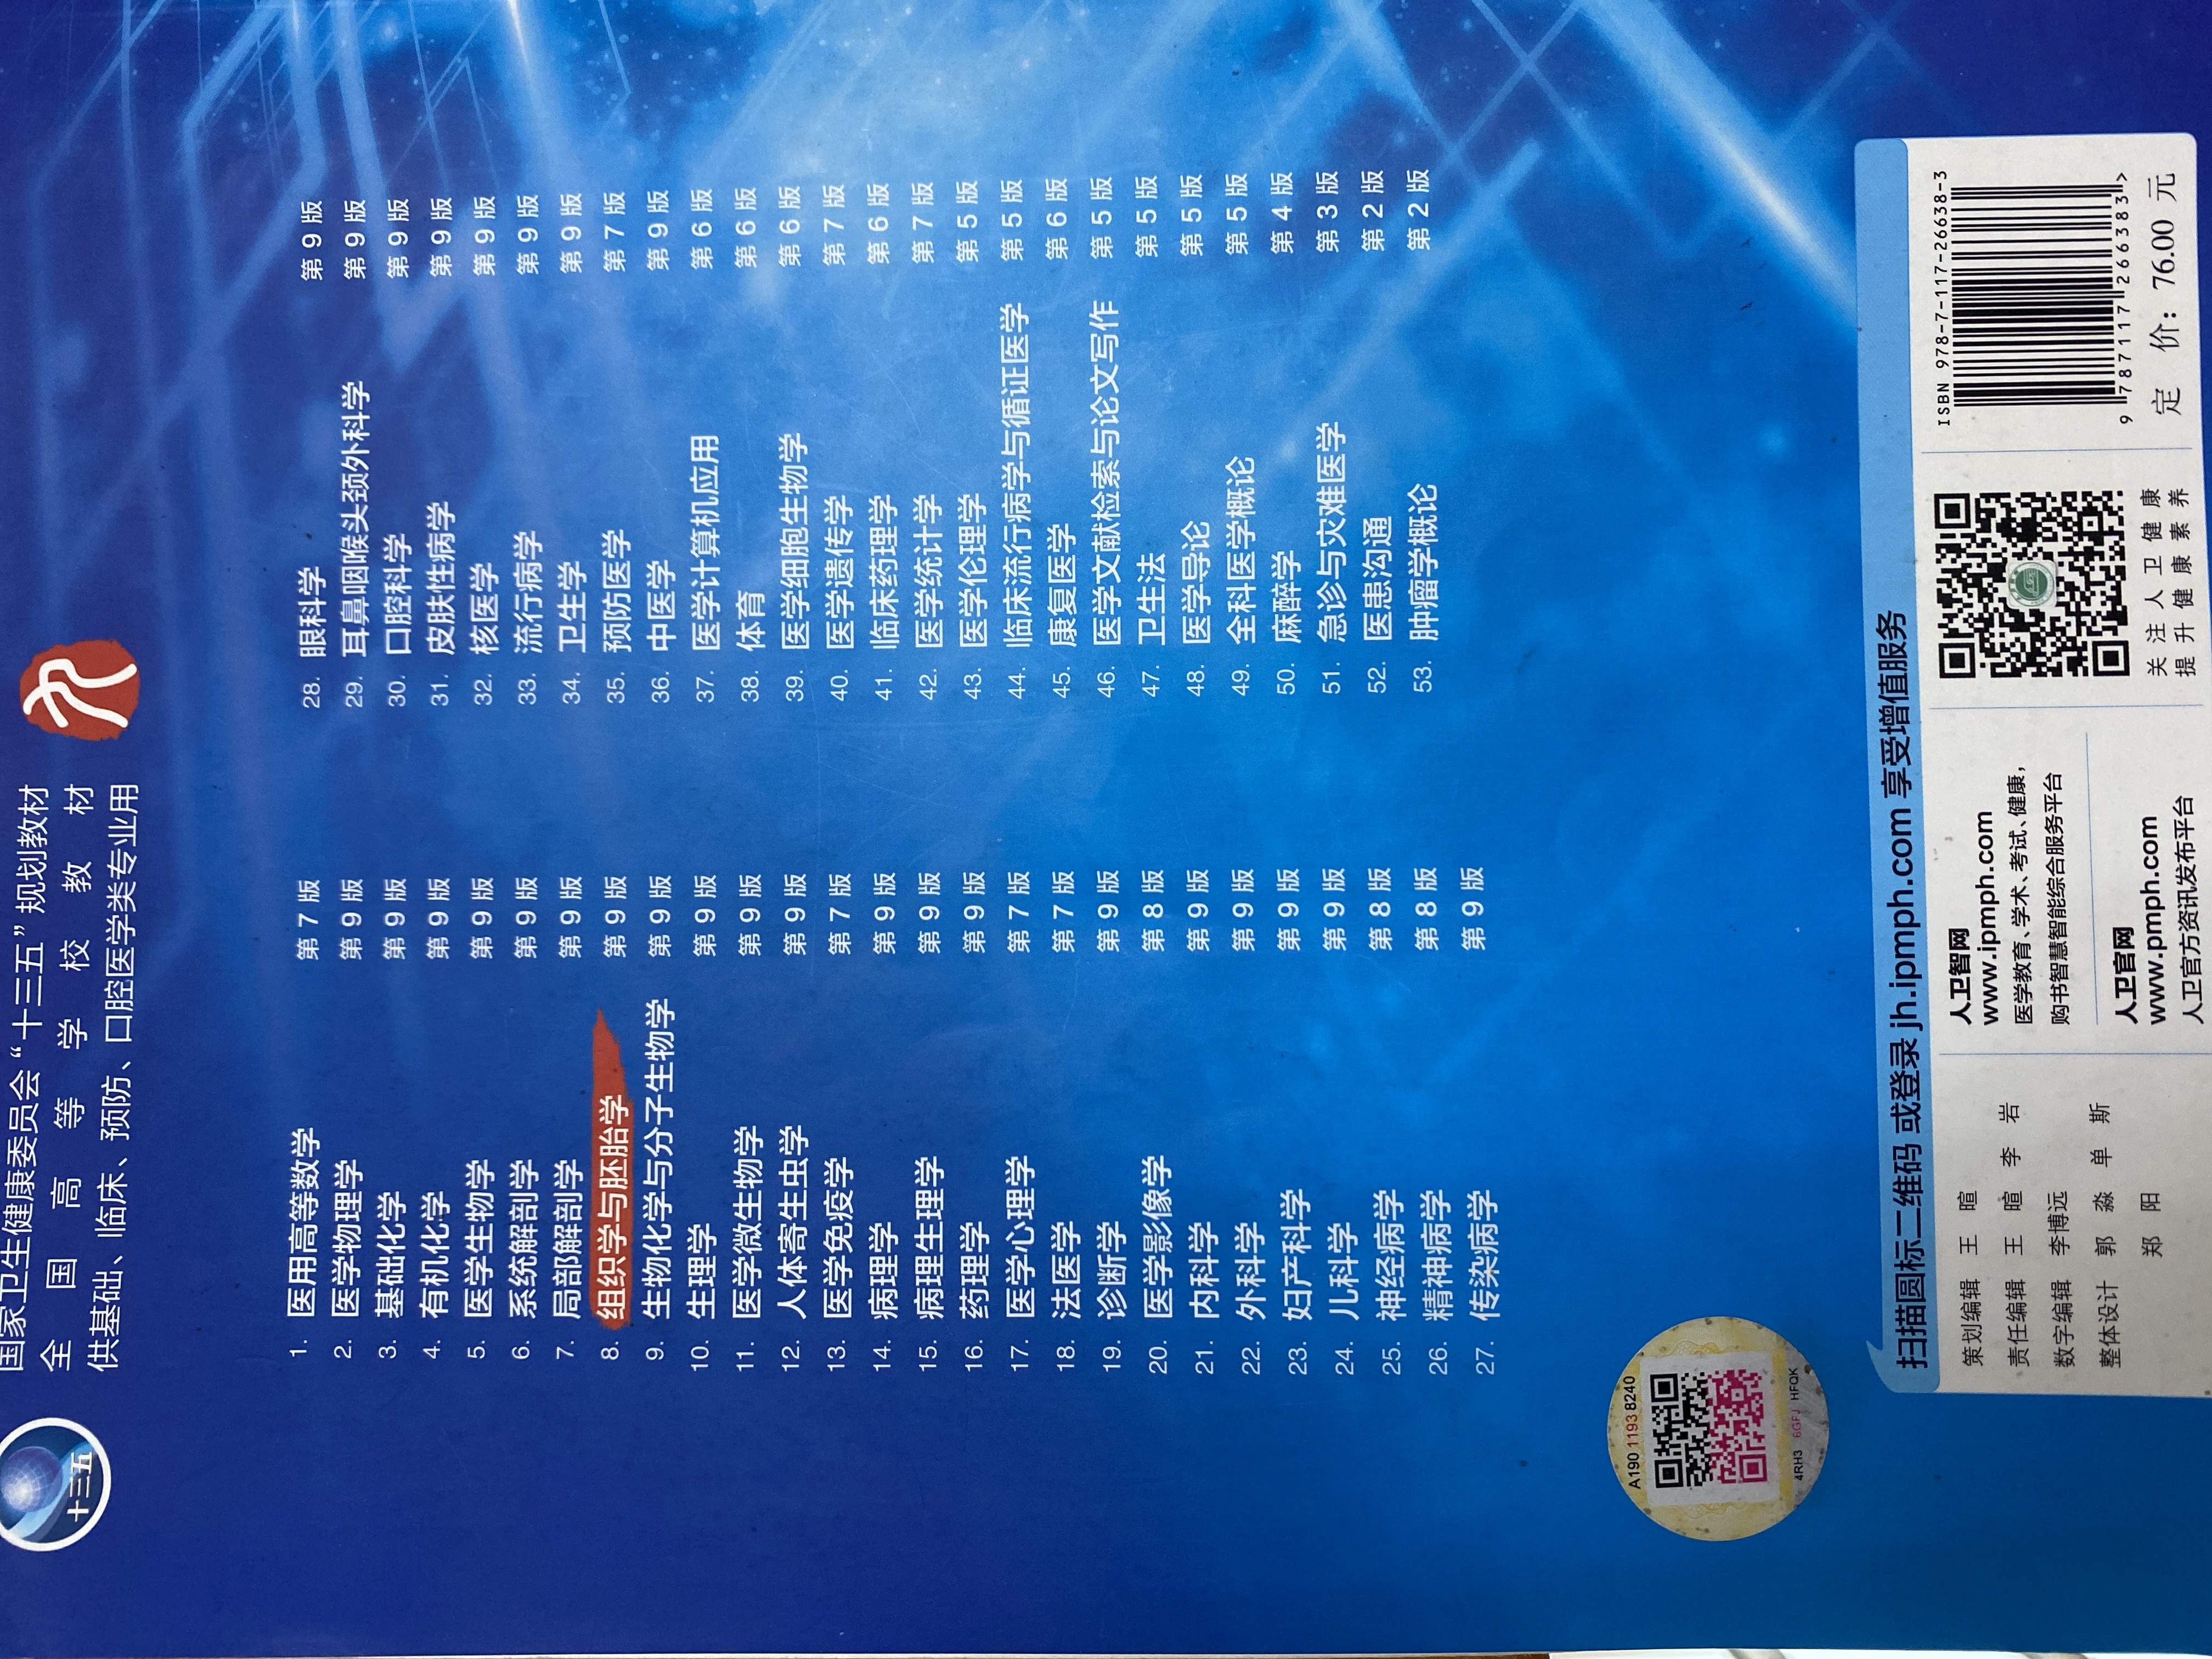 十三五
国家卫生健康委员会“十三五”规划教材
全国高等学校教材
供基础、临床、预防、口腔医学类专业用
九
1. 医用高等数学 第 7 版
2. 医学物理学 第 9 版
3. 基础化学 第 9 版
4. 有机化学 第 9 版
5. 医学生物学 第 9 版
6. 系统解剖学 第 9 版
7. 局部解剖学 第 9 版
8. 组织学与胚胎学 第 9 版
9. 生物化学与分子生物学 第 9 版
10. 生理学 第 9 版
11. 医学微生物学 第 9 版
12. 人体寄生虫学 第 9 版
13. 医学免疫学 第 7 版
14. 病理学 第 9 版
15. 病理生理学 第 9 版
16. 药理学 第 9 版
17. 医学心理学 第 7 版
18. 法医学 第 7 版
19. 诊断学 第 9 版
20. 医学影像学 第 8 版
21. 内科学 第 9 版
22. 外科学 第 9 版
23. 妇产科学 第 9 版
24. 儿科学 第 9 版
25. 神经病学 第 8 版
26. 精神病学 第 8 版
27. 传染病学 第 9 版
28. 眼科学 第 9 版
29. 耳鼻咽喉头颈外科学 第 9 版
30. 口腔科学 第 9 版
31. 皮肤性病学 第 9 版
32. 核医学 第 9 版
33. 流行病学 第 9 版
34. 卫生学 第 9 版
35. 预防医学 第 7 版
36. 中医学 第 9 版
37. 医学计算机应用 第 6 版
38. 体育 第 6 版
39. 医学细胞生物学 第 6 版
40. 医学遗传学 第 7 版
41. 临床药理学 第 6 版
42. 医学统计学 第 7 版
43. 医学伦理学 第 5 版
44. 临床流行病学与循证医学 第 5 版
45. 康复医学 第 6 版
46. 医学文献检索与论文写作 第 5 版
47. 卫生法 第 5 版
48. 医学导论 第 5 版
49. 全科医学概论 第 5 版
50. 麻醉学 第 4 版
51. 急诊与灾难医学 第 3 版
52. 医患沟通 第 2 版
53. 肿瘤学概论 第 2 版
A190 1193 8240
4RH3 6GFJ HFQK
扫描圆标二维码 或登录 jh.ipmph.com 享受增值服务
策划编辑 王 暄
责任编辑 王 暄 李 岩
数字编辑 李博远
整体设计 郭 淼 单 斯
郑 阳
人卫智网
www.ipmph.com
医学教育、学术、考试、健康，
购书智慧智能综合服务平台
人卫官网
www.pmph.com
人卫官方资讯发布平台
关注人卫健康
提升健康素养
ISBN 978-7-117-26638-3
9 787117 266383 >
定 价：76.00 元